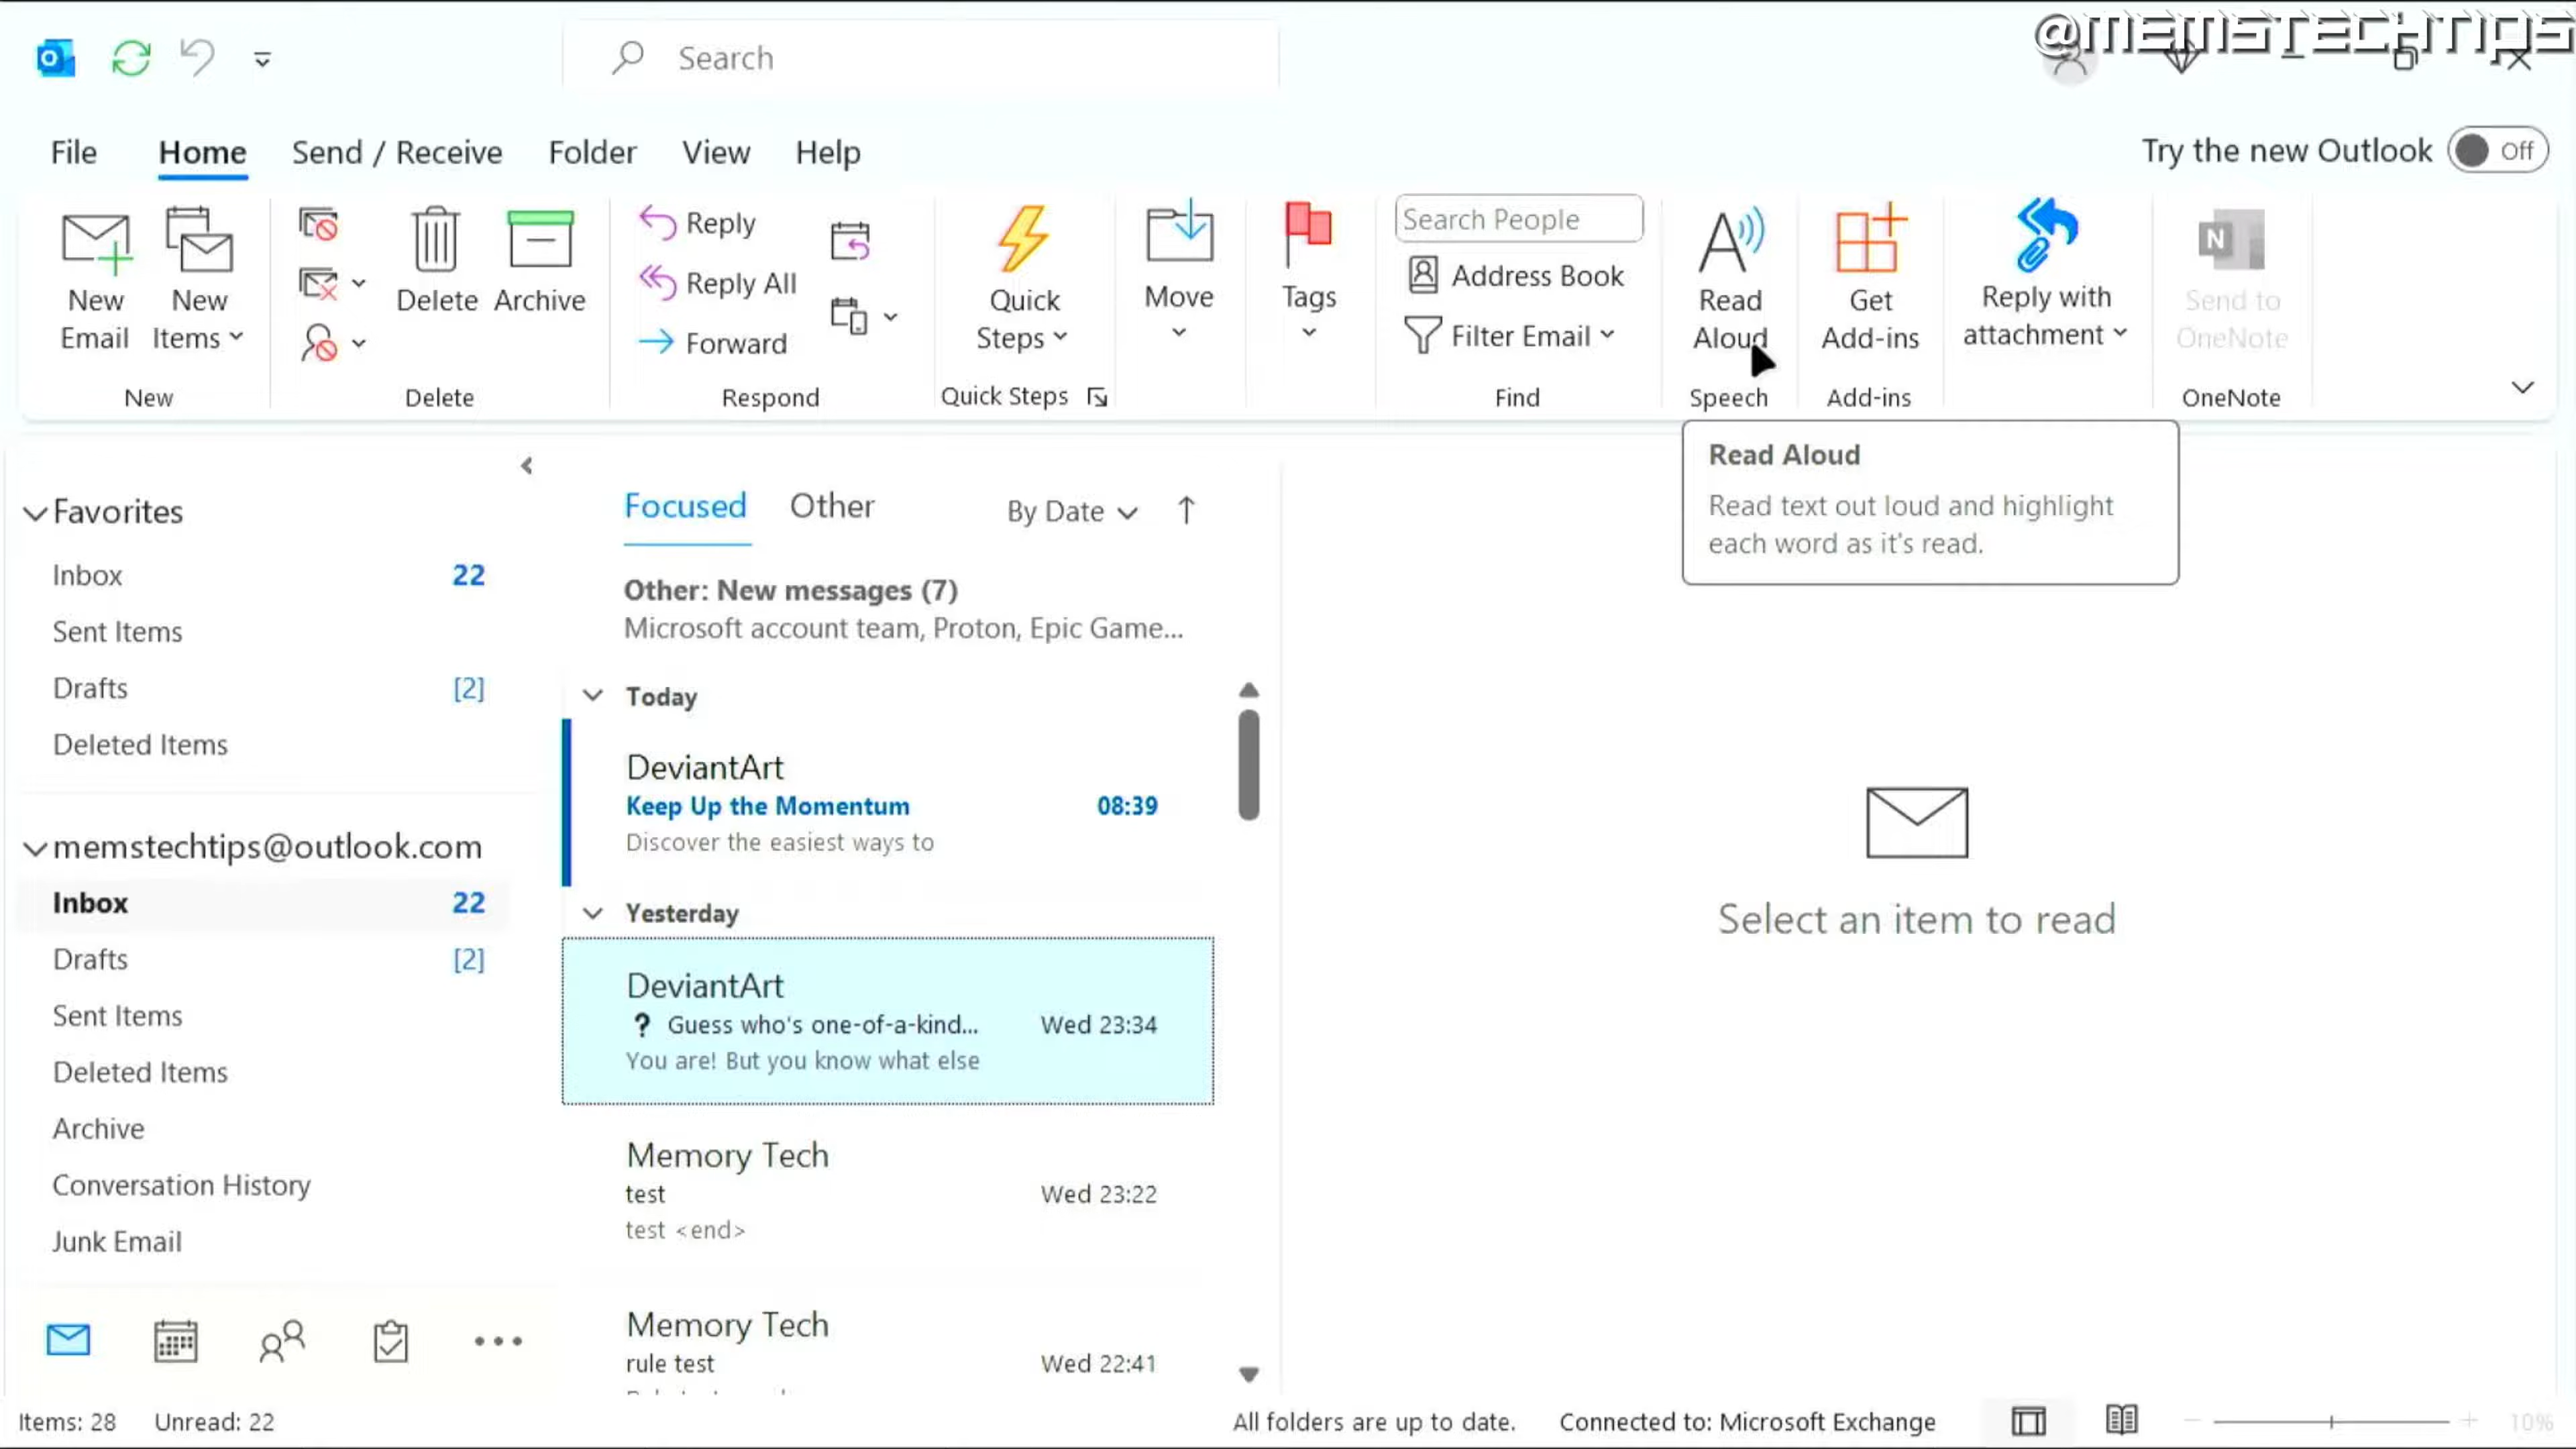 @MEMSTECHTIPS
Search
File Home Send / Receive Folder View Help
Try the new Outlook Off
New Email
New Items
New
Delete
Archive
Delete
Reply
Reply All
Forward
Respond
Quick Steps
Quick Steps
Move
Tags
Search People
Address Book
Filter Email
Find
Read Aloud
Speech
Get Add-ins
Add-ins
Reply with attachment
N
Send to OneNote
OneNote
Read Aloud
Read text out loud and highlight
each word as it's read.
Favorites
Inbox 22
Sent Items
Drafts [2]
Deleted Items
memstechtips@outlook.com
Inbox 22
Drafts [2]
Sent Items
Deleted Items
Archive
Conversation History
Junk Email
Focused Other By Date
Other: New messages (7)
Microsoft account team, Proton, Epic Game...
Today
DeviantArt
Keep Up the Momentum 08:39
Discover the easiest ways to
Yesterday
DeviantArt
? Guess who's one-of-a-kind... Wed 23:34
You are! But you know what else
Memory Tech
test Wed 23:22
test <end>
Memory Tech
rule test Wed 22:41
Select an item to read
Items: 28 Unread: 22
All folders are up to date. Connected to: Microsoft Exchange 10%